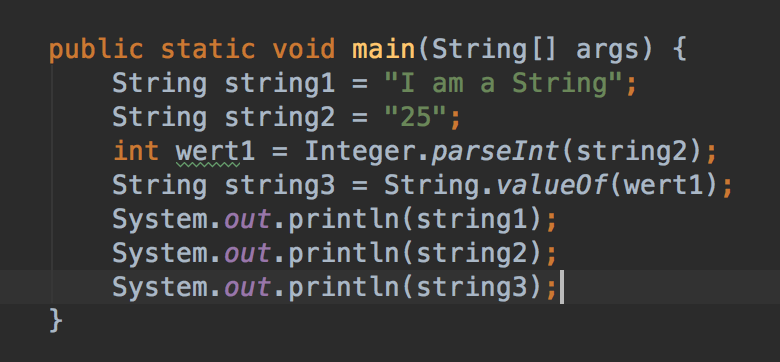 public static void main(String[] args) {
    String string1 = "I am a String";
    String string2 = "25";
    int wert1 = Integer.parseInt(string2);
    String string3 = String.valueOf(wert1);
    System.out.println(string1);
    System.out.println(string2);
    System.out.println(string3);
}